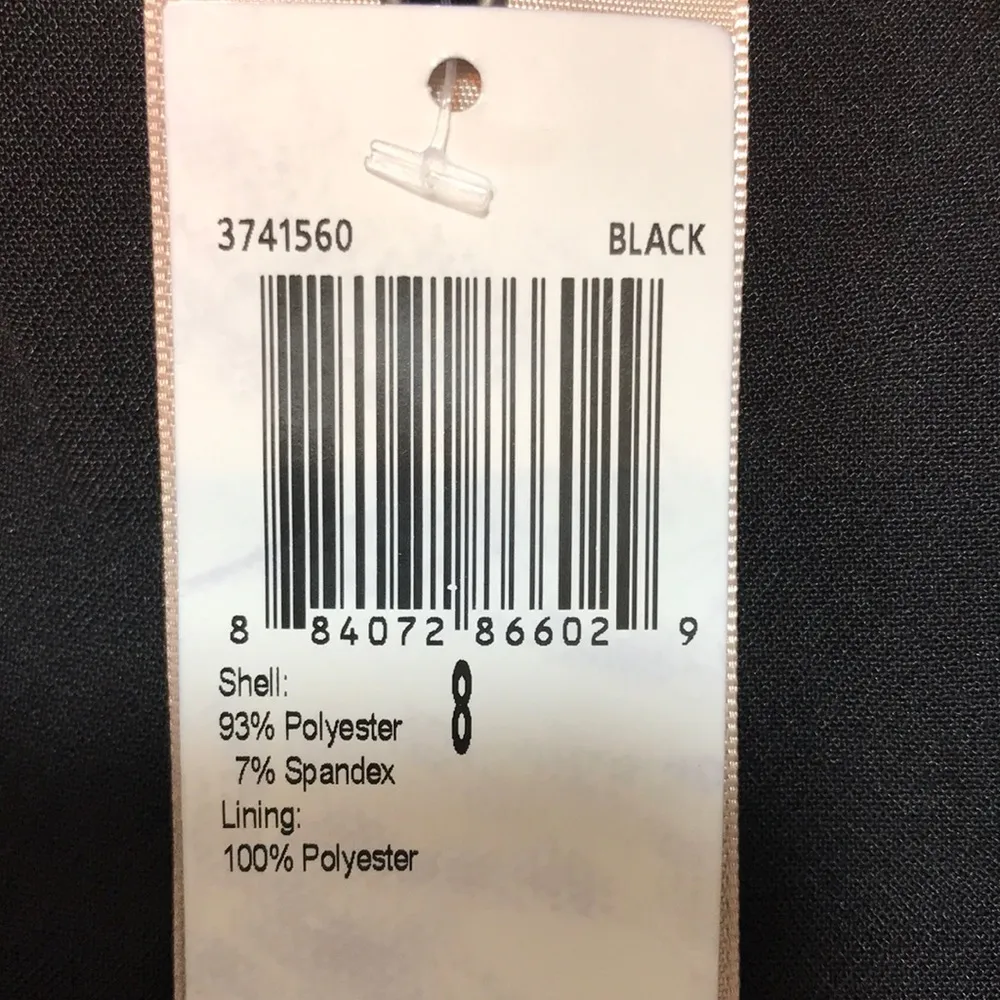 3741560 BLACK
8 84072 86602 9
Shell: 8
93% Polyester
7% Spandex
Lining:
100% Polyester